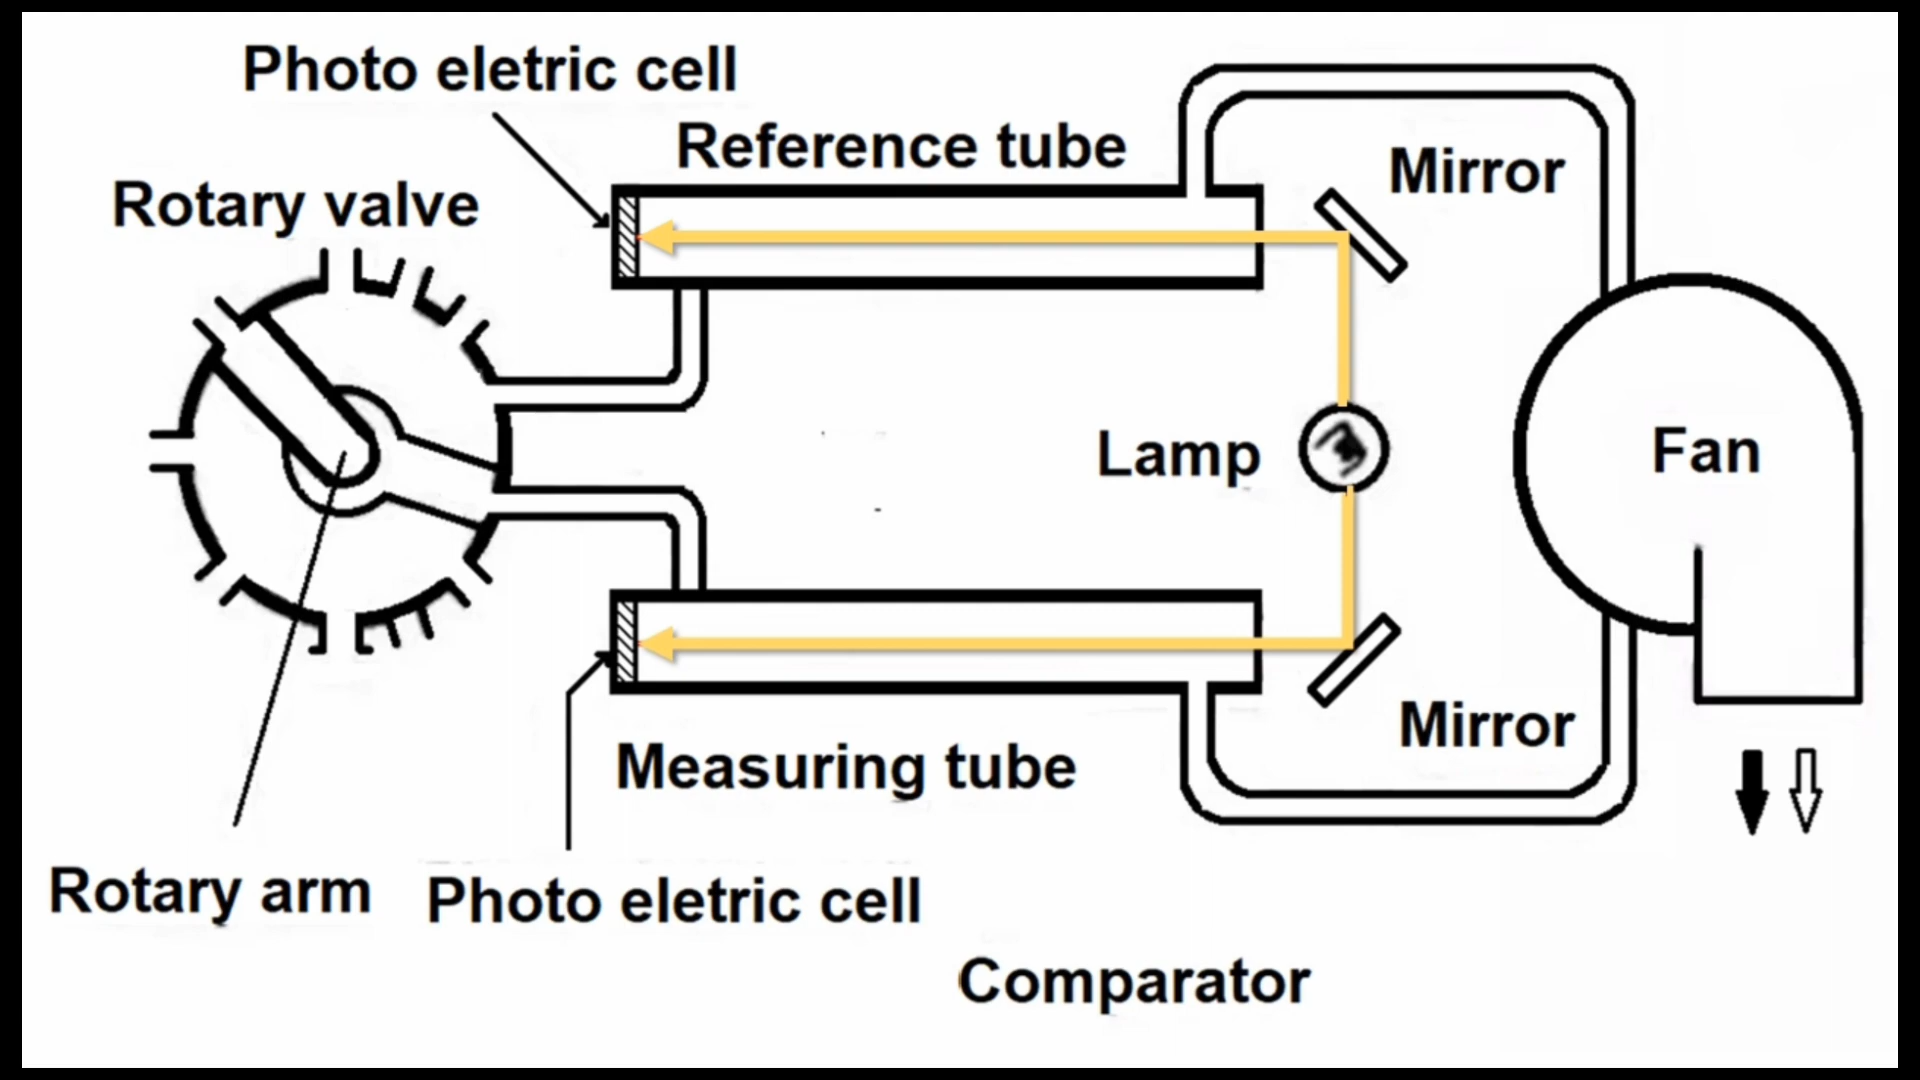 Photo eletric cell
Reference tube
Mirror
Rotary valve
Lamp
Fan
Mirror
Measuring tube
Rotary arm
Photo eletric cell
Comparator